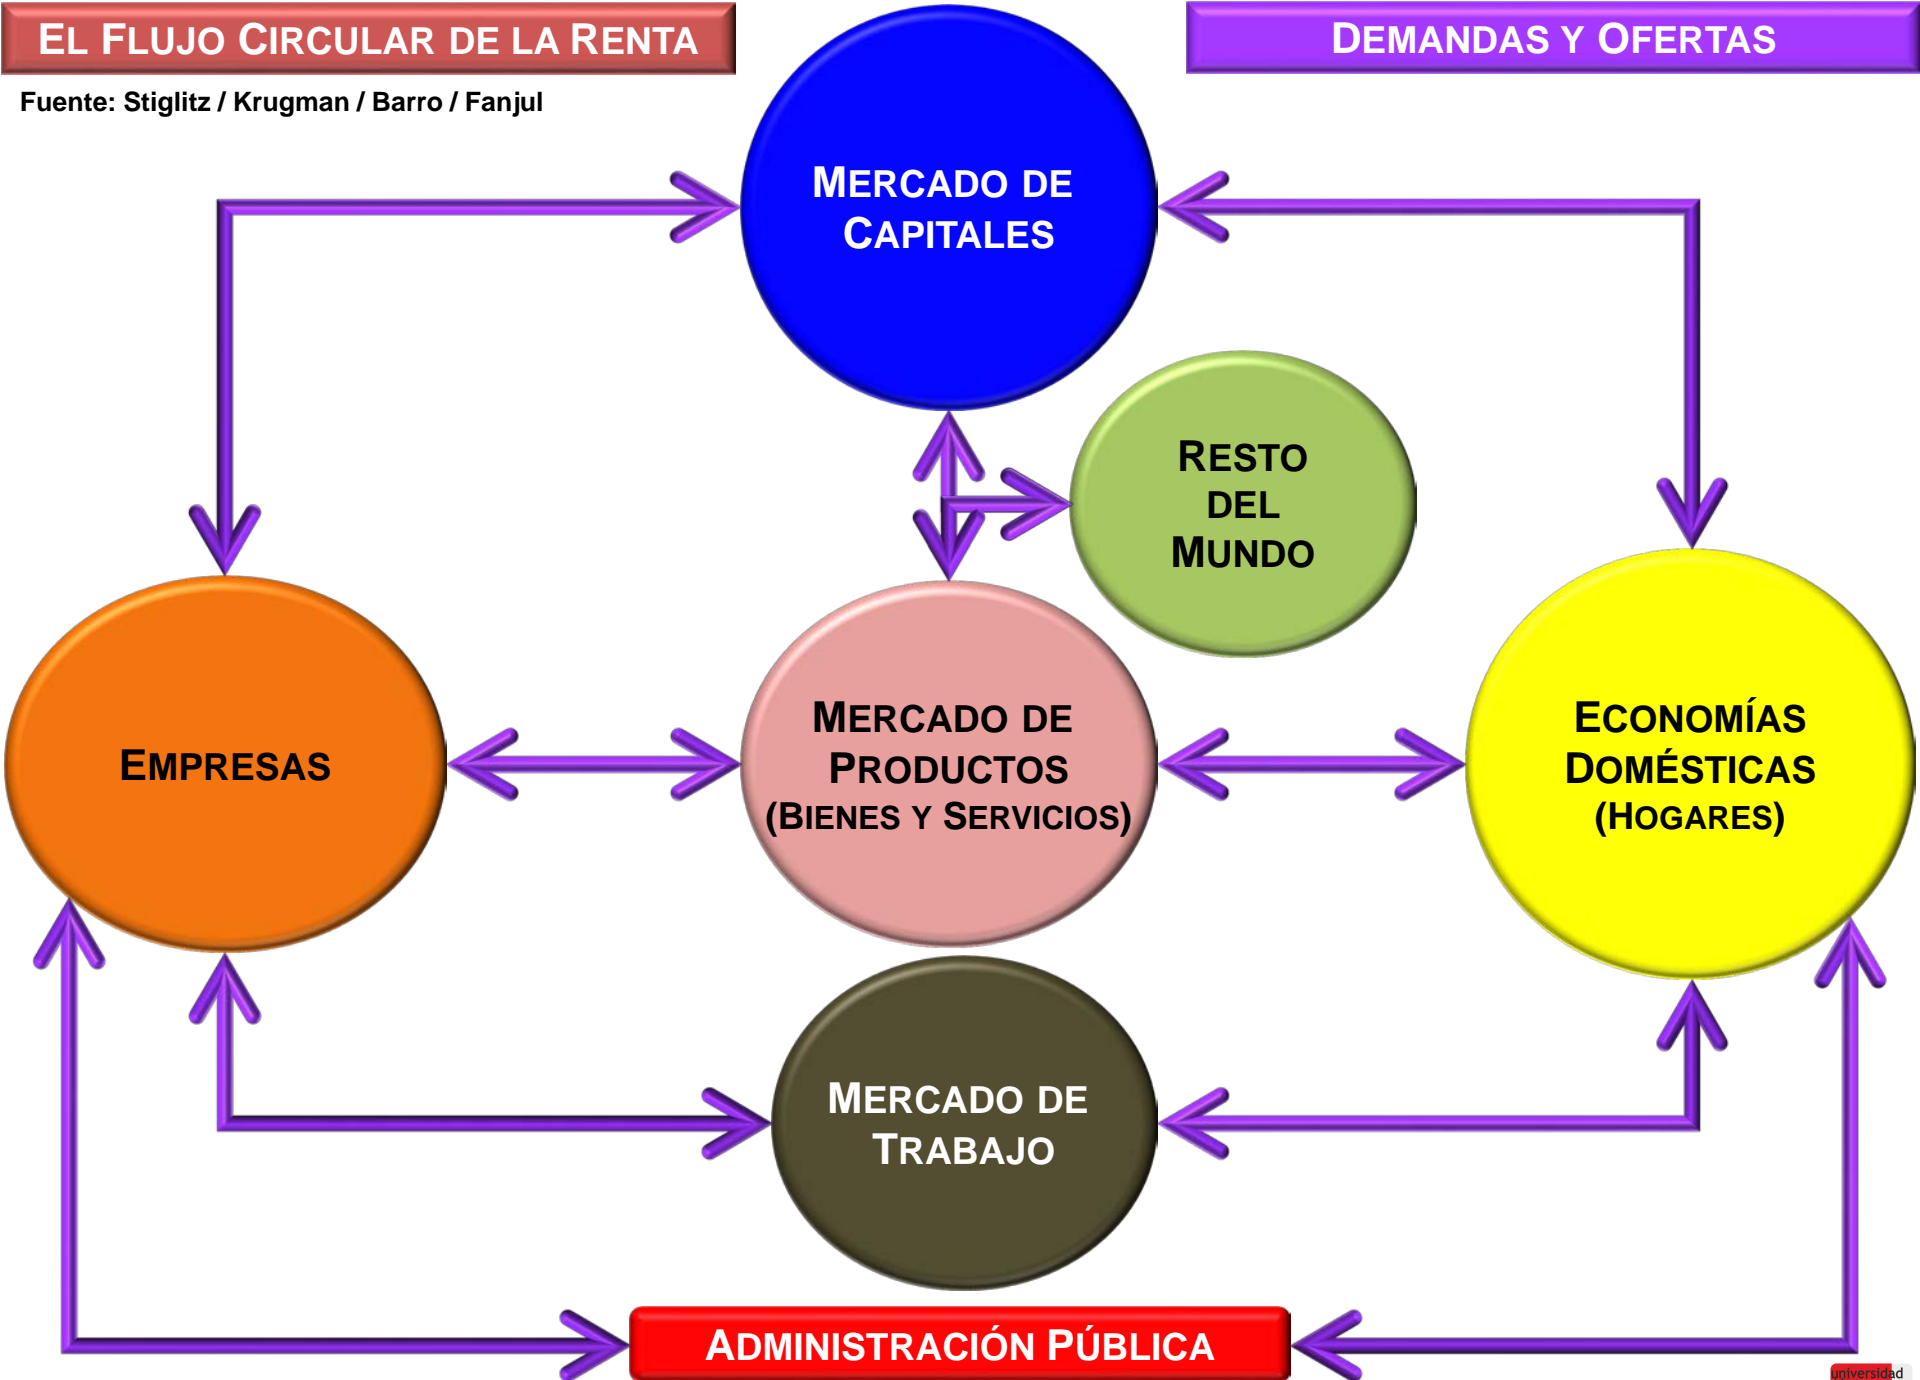 EL FLUJO CIRCULAR DE LA RENTA
DEMANDAS Y OFERTAS
Fuente: Stiglitz / Krugman / Barro / Fanjul
MERCADO DE
CAPITALES
RESTO
DEL
MUNDO
EMPRESAS
MERCADO DE
PRODUCTOS
(BIENES Y SERVICIOS)
ECONOMÍAS
DOMÉSTICAS
(HOGARES)
MERCADO DE
TRABAJO
ADMINISTRACIÓN PÚBLICA
universidad